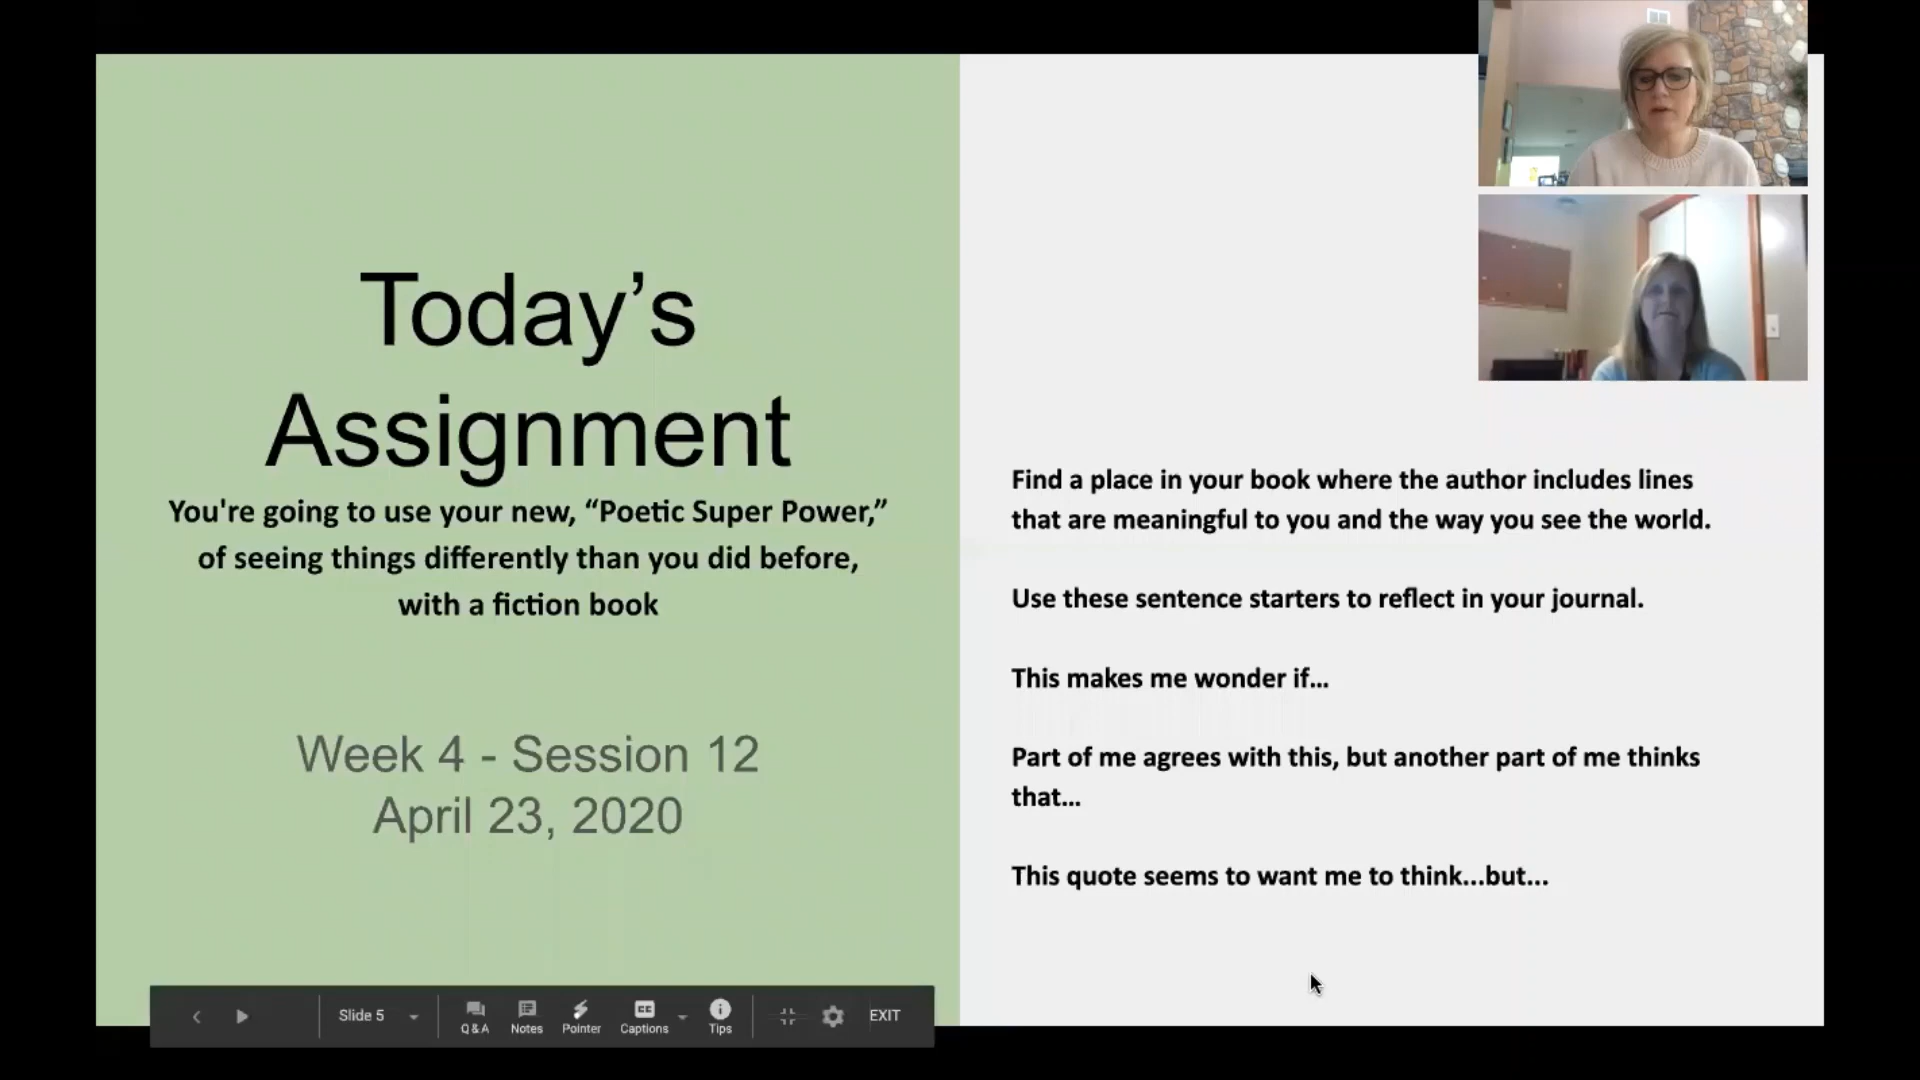 Today’s
Assignment
You're going to use your new, “Poetic Super Power,”
of seeing things differently than you did before,
with a fiction book
Week 4 - Session 12
April 23, 2020
Find a place in your book where the author includes lines
that are meaningful to you and the way you see the world.
Use these sentence starters to reflect in your journal.
This makes me wonder if...
Part of me agrees with this, but another part of me thinks
that...
This quote seems to want me to think...but...
Slide 5
Q&A
Notes
Pointer
CC
Captions
Tips
EXIT